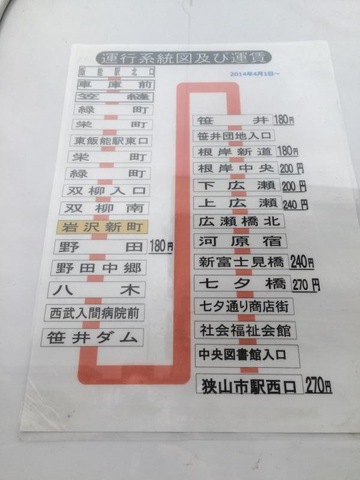 運行系統図及び運賃
2014年4月1日～
飯能駅北口
車庫前
笠縫
緑町
栄町
東飯能駅東口
栄町
緑町
双柳入口
双柳南
岩沢新町
野田 180円
野田中郷
八木
西武入間病院前
笹井ダム
笹井 180円
笹井団地入口
根岸新道 180円
根岸中央 200円
下広瀬 200円
上広瀬 240円
広瀬橋北
河原宿
新富士見橋 240円
七夕橋 270円
七夕通り商店街
社会福祉会館
中央図書館入口
狭山市駅西口 270円